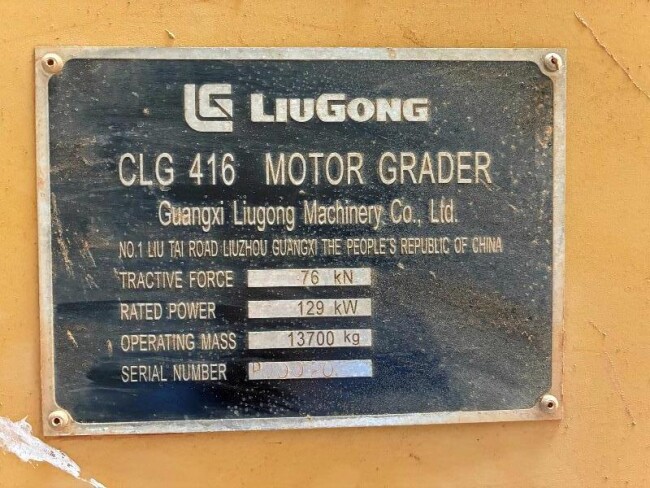 LG LIUGONG
CLG 416 MOTOR GRADER
Guangxi Liugong Machinery Co., Ltd.
NO.1 LIU TAI ROAD LIUZHOU GUANGXI THE PEOPLE'S REPUBLIC OF CHINA
TRACTIVE FORCE 76 kN
RATED POWER 129 kW
OPERATING MASS 13700 kg
SERIAL NUMBER